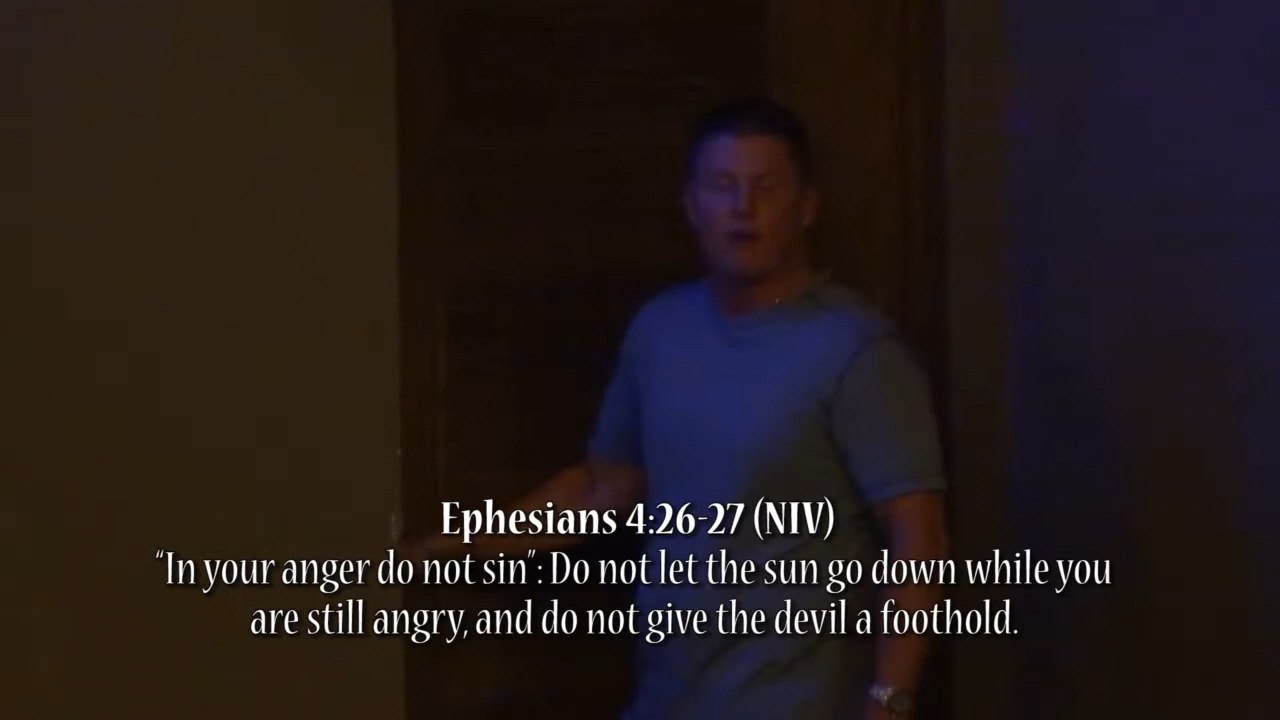 Ephesians 4:26-27 (NIV)
“In your anger do not sin”: Do not let the sun go down while you
are still angry, and do not give the devil a foothold.